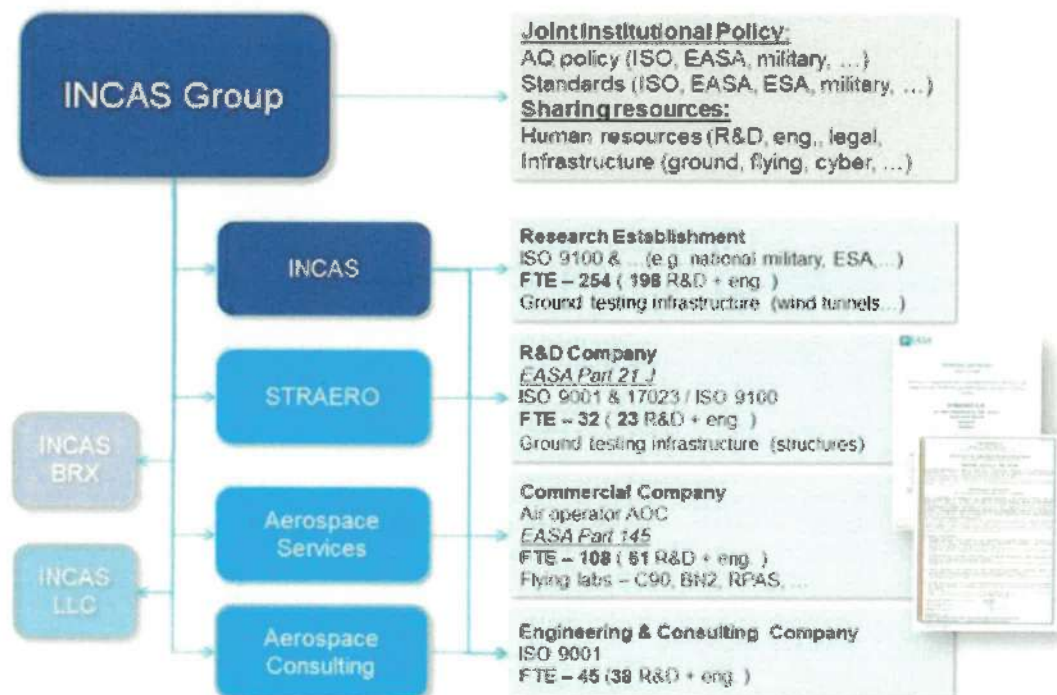 INCAS Group
Joint Institutional Policy:
AQ policy (ISO, EASA, military, …)
Standards (ISO, EASA, ESA, military, …)
Sharing resources:
Human resources (R&D, eng., legal,
Infrastructure (ground, flying, cyber, …)
INCAS
Research Establishment
ISO 9100 & …(e.g. national military, ESA,…)
FTE – 254 ( 198 R&D + eng. )
Ground testing infrastructure (wind tunnels…)
STRAERO
R&D Company
EASA Part 21 J
ISO 9001 & 17023 / ISO 9100
FTE – 32 ( 23 R&D + eng. )
Ground testing infrastructure (structures)
EASA
INCAS
BRX
Aerospace
Services
Commercial Company
Air operator AOC
EASA Part 145
FTE – 108 ( 51 R&D + eng. )
Flying labs – C90, BN2, RPAS, …
INCAS
LLC
Aerospace
Consulting
Engineering & Consulting Company
ISO 9001
FTE – 45 (38 R&D + eng. )